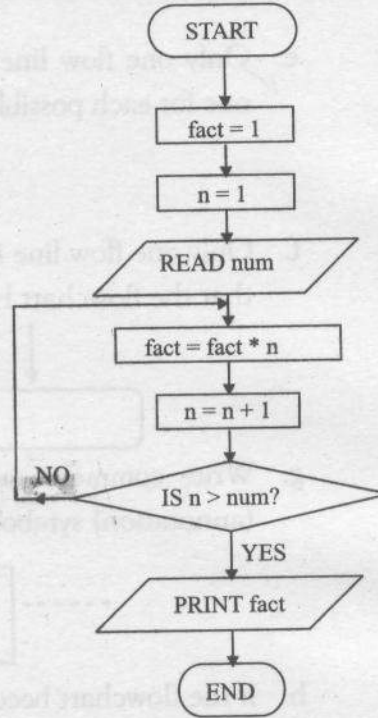 START
fact = 1
n = 1
READ num
fact = fact * n
n = n + 1
NO
IS n > num?
YES
PRINT fact
END